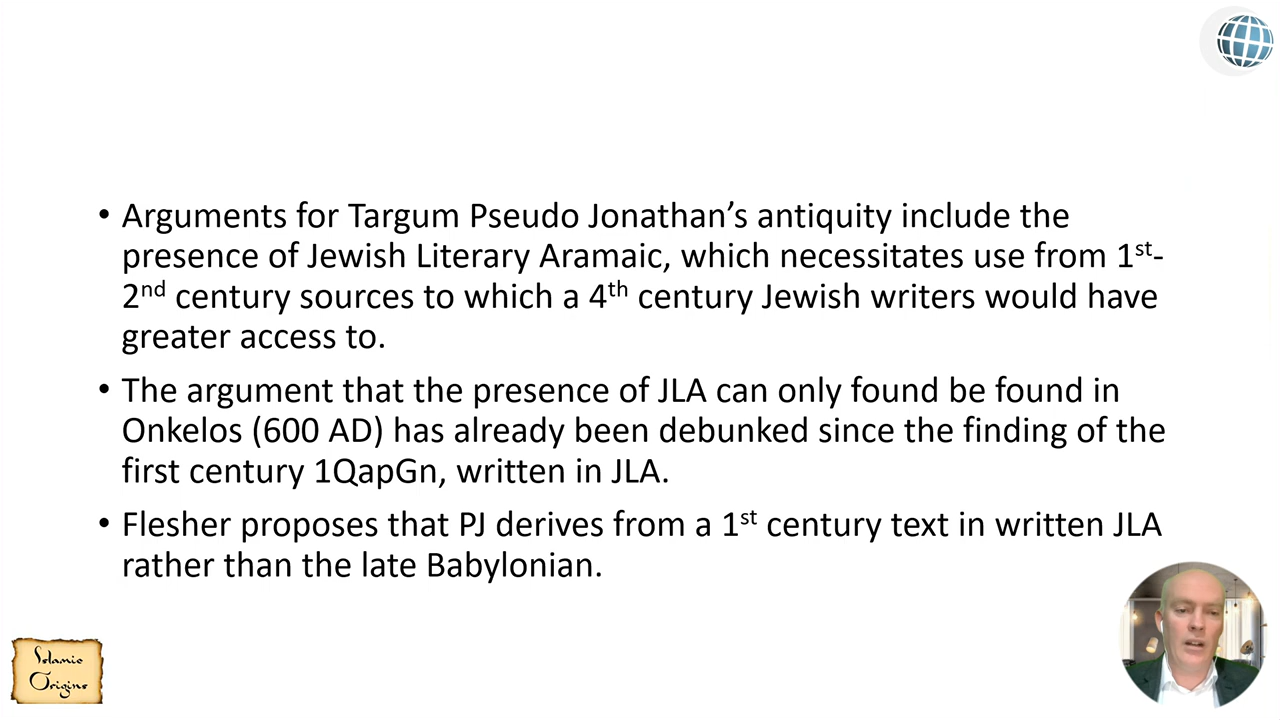 • Arguments for Targum Pseudo Jonathan’s antiquity include the
presence of Jewish Literary Aramaic, which necessitates use from 1st-
2nd century sources to which a 4th century Jewish writers would have
greater access to.
• The argument that the presence of JLA can only found be found in
Onkelos (600 AD) has already been debunked since the finding of the
first century 1QapGn, written in JLA.
• Flesher proposes that PJ derives from a 1st century text in written JLA
rather than the late Babylonian.
Islamic
Origins